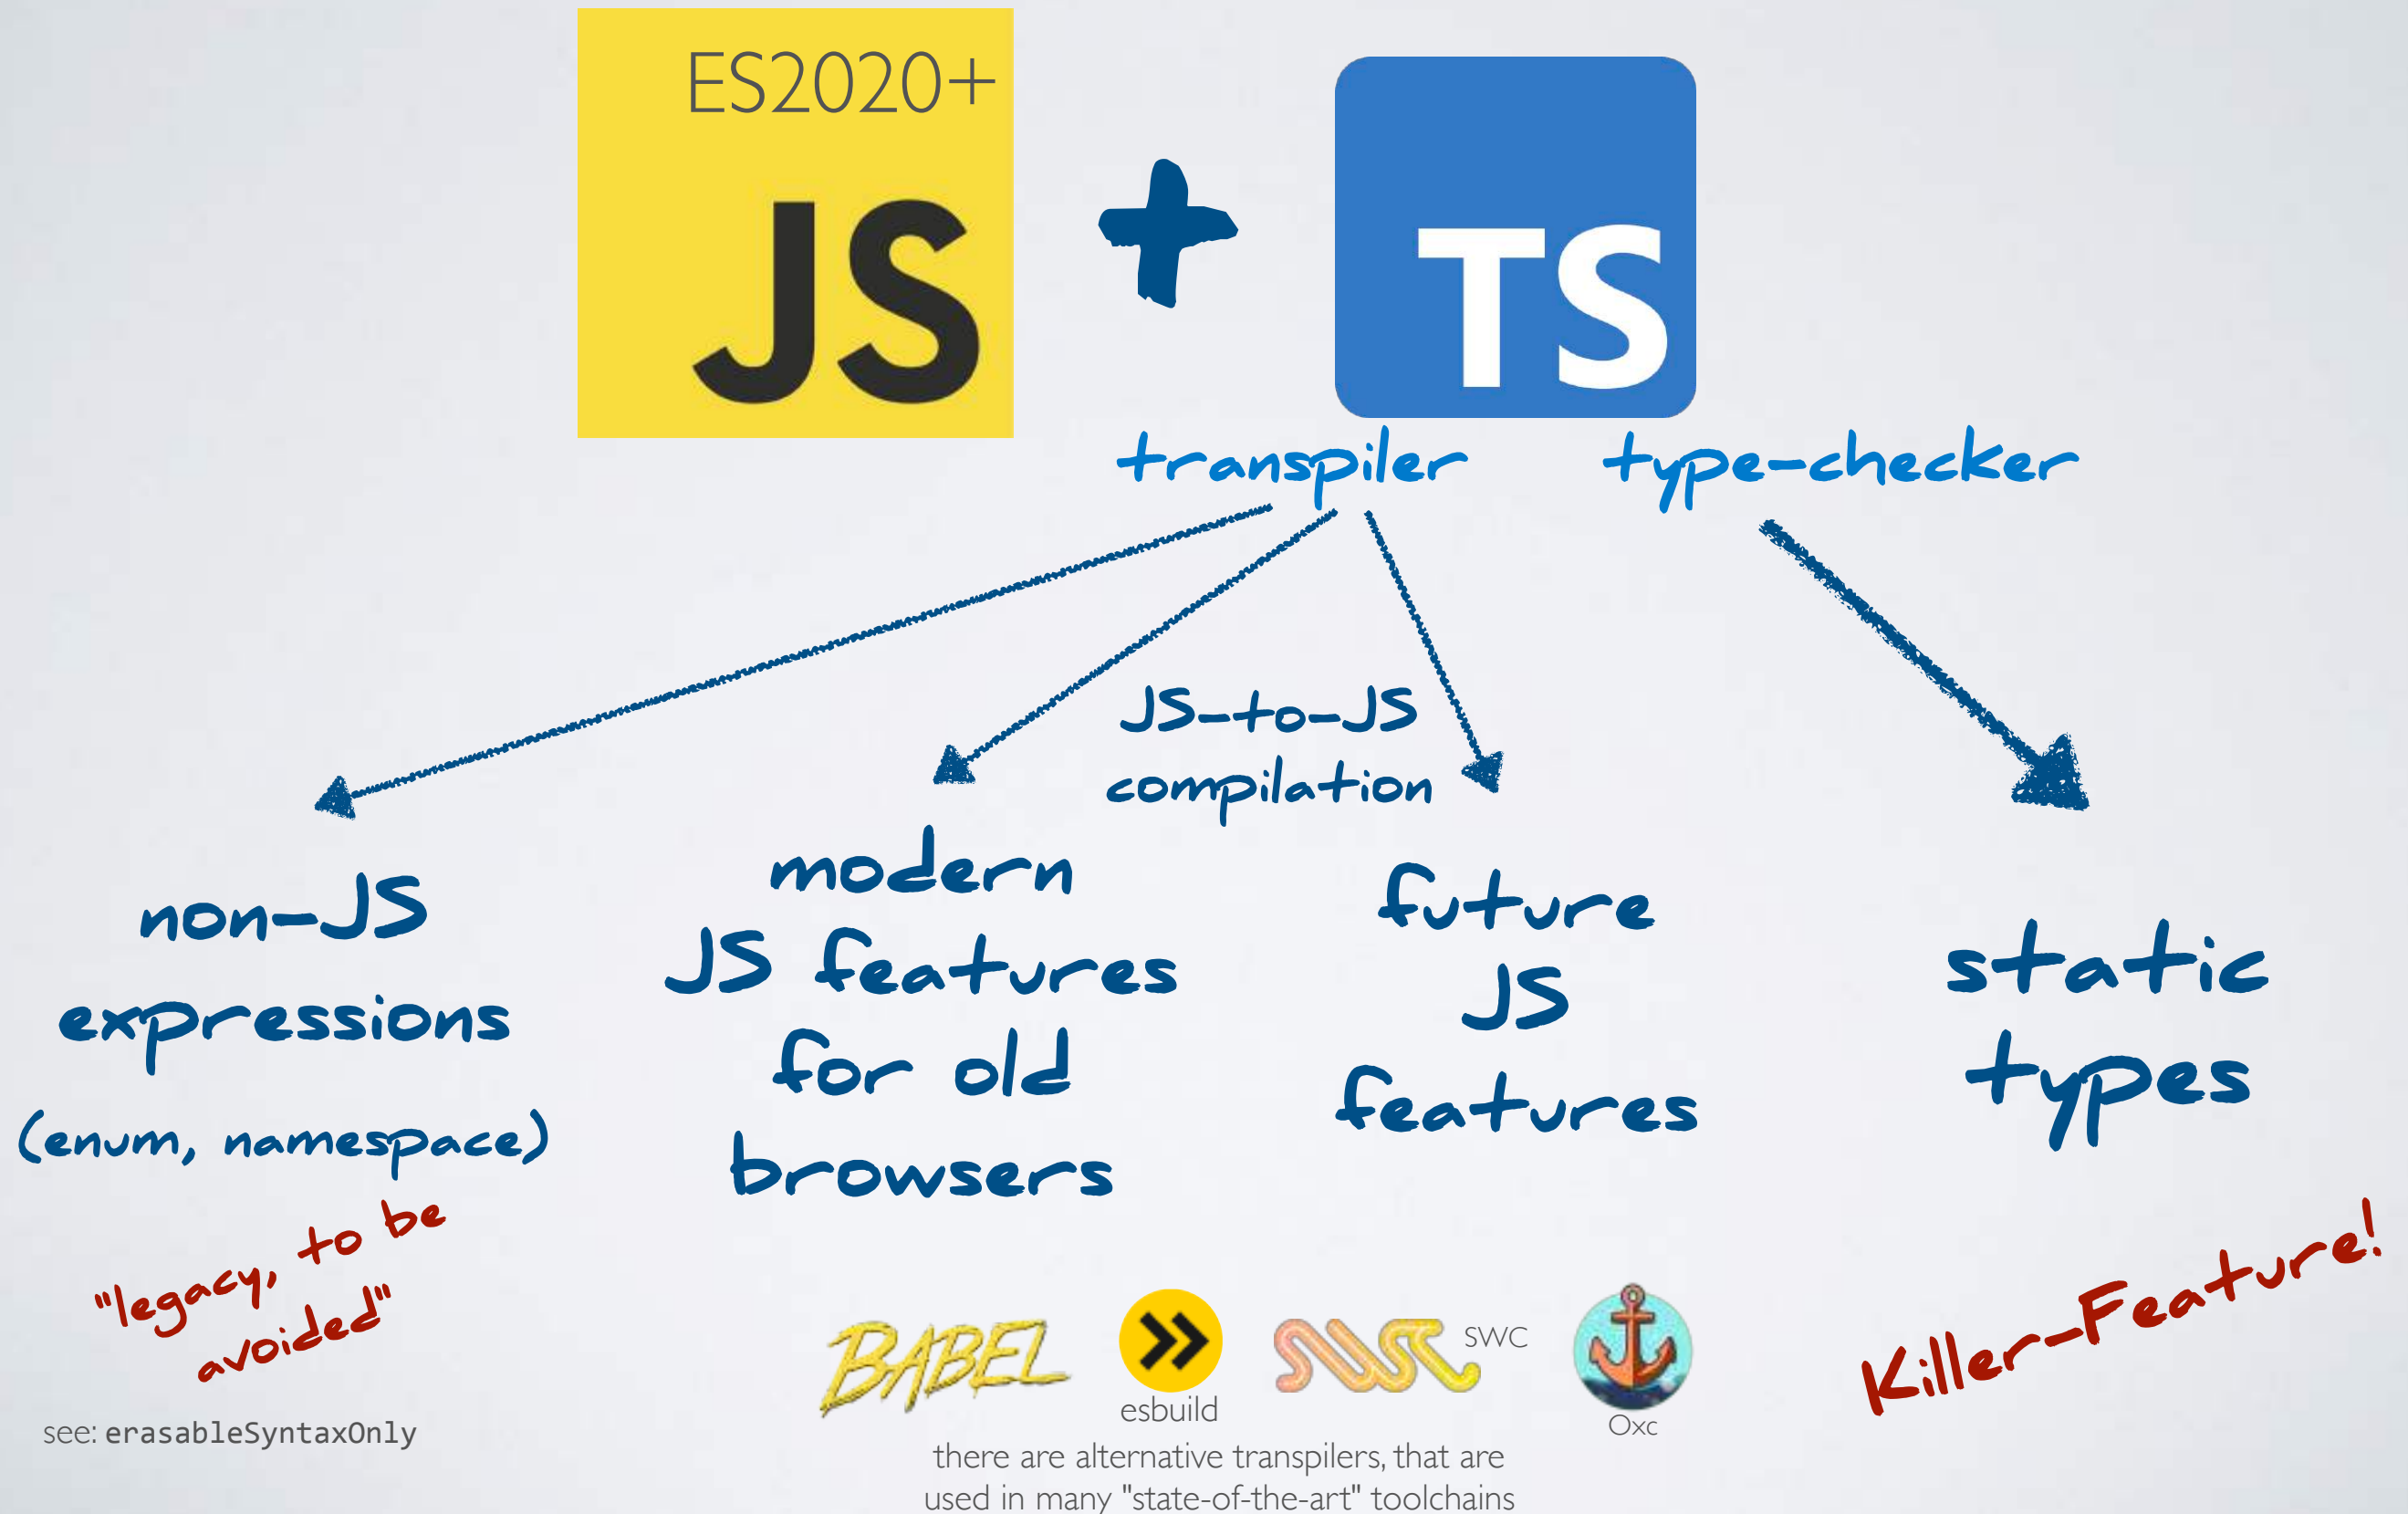 ES2020+
JS
TS
transpiler
type-checker
JS-to-JS
compilation
non-JS
expressions
(enum, namespace)
"legacy, to be
avoided"
see: erasableSyntaxOnly
modern
JS features
for old
browsers
future
JS
features
static
types
Killer-Feature!
BABEL
esbuild
swc
SWC
Oxc
there are alternative transpilers, that are
used in many "state-of-the-art" toolchains